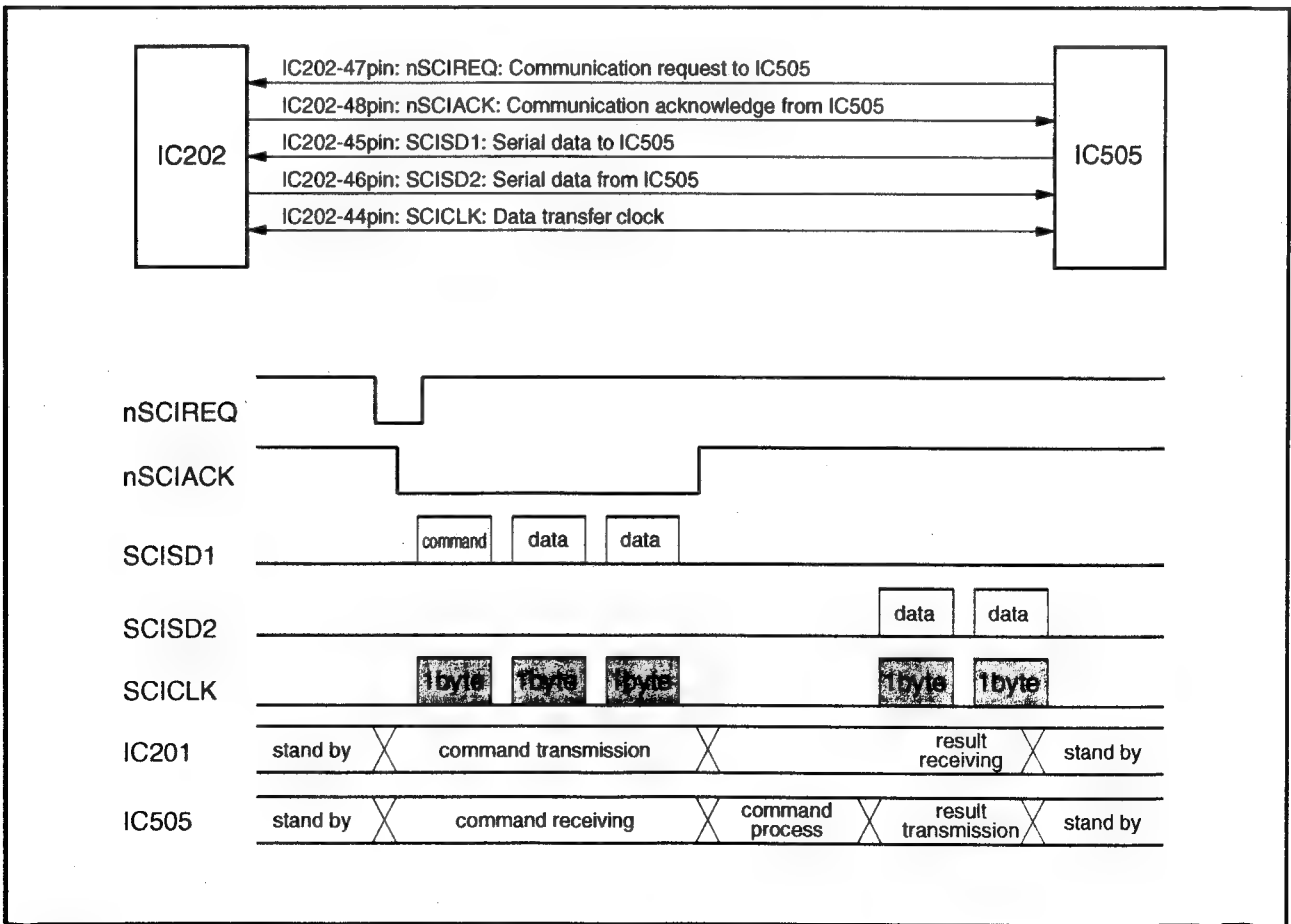 IC202-47pin: nSCIREQ: Communication request to IC505
IC202-48pin: nSCIACK: Communication acknowledge from IC505
IC202
IC202-45pin: SCISD1: Serial data to IC505
IC505
IC202-46pin: SCISD2: Serial data from IC505
IC202-44pin: SCICLK: Data transfer clock
nSCIREQ
nSCIACK
SCISD1 command data data
SCISD2 data data
SCICLK 1byte 1byte 1byte 1byte 1byte
IC201 stand by command transmission result receiving stand by
IC505 stand by command receiving command process result transmission stand by